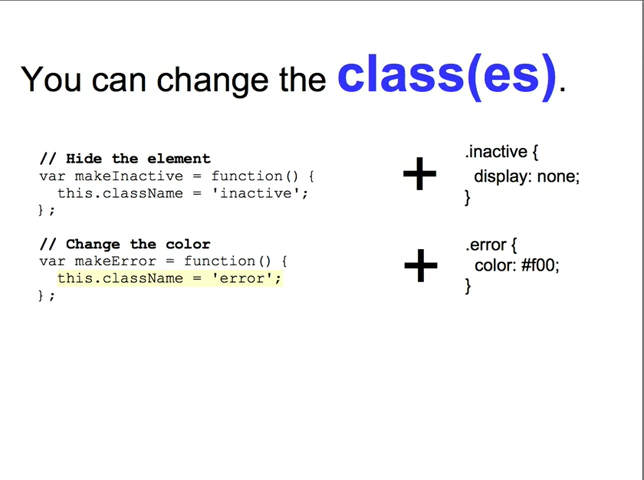 You can change the class(es).
// Hide the element
var makeInactive = function() {
this.className = 'inactive';
};
+
.inactive {
display: none;
}
// Change the color
var makeError = function() {
this.className = 'error';
};
+
.error {
color: #f00;
}